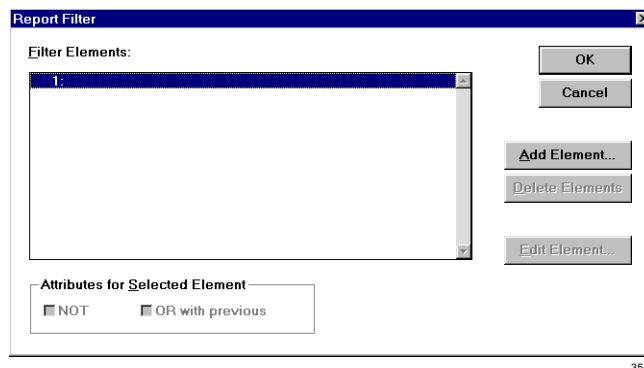 Report Filter
Filter Elements:
1:
OK
Cancel
Add Element...
Delete Elements
Edit Element...
Attributes for Selected Element
NOT
OR with previous